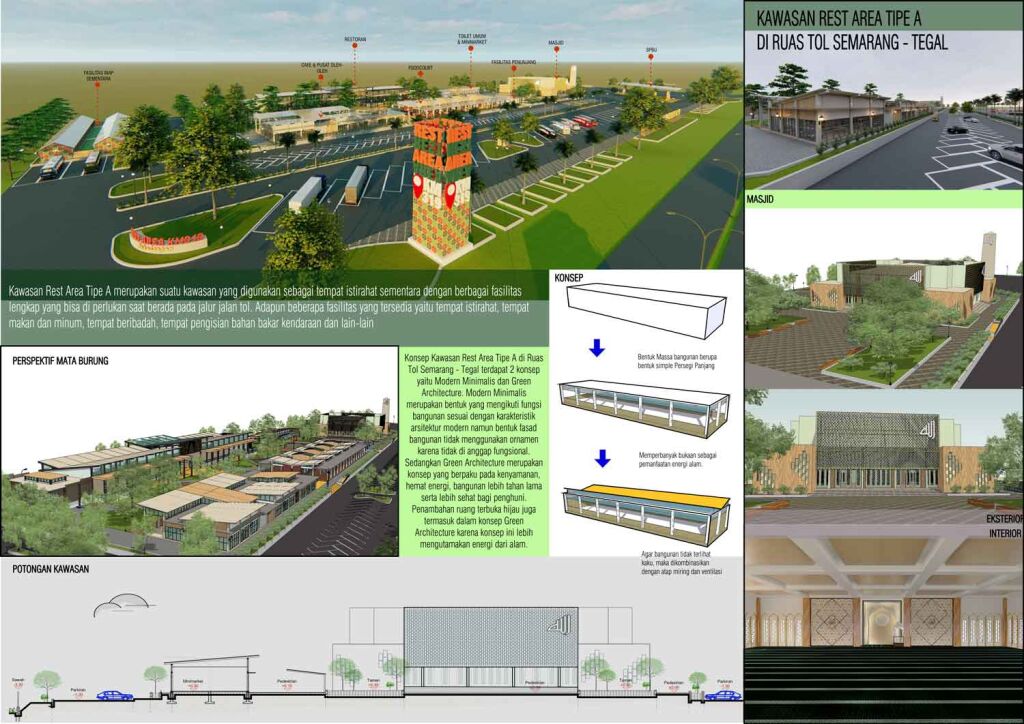 KAWASAN REST AREA TIPE A
DI RUAS TOL SEMARANG - TEGAL
FASILITAS INAP
SEMENTARA
CAFE & PUSAT OLEH-
OLEH
RESTORAN
FOODCOURT
TOILET UMUM
& MINIMARKET
FASILITAS PENUNJANG
MASJID
SPBU
REST REST
AREA AREA
KM
Kawasan Rest Area Tipe A merupakan suatu kawasan yang digunakan sebagai tempat istirahat sementara dengan berbagai fasilitas
lengkap yang bisa di perlukan saat berada pada jalur jalan tol. Adapun beberapa fasilitas yang tersedia yaitu tempat istirahat, tempat
makan dan minum, tempat beribadah, tempat pengisian bahan bakar kendaraan dan lain-lain
PERSPEKTIF MATA BURUNG
Konsep Kawasan Rest Area Tipe A di Ruas
Tol Semarang - Tegal terdapat 2 konsep
yaitu Modern Minimalis dan Green
Architecture. Modern Minimalis
merupakan bentuk yang mengikuti fungsi
bangunan sesuai dengan karakteristik
arsitektur modern namun bentuk fasad
bangunan tidak menggunakan ornamen
karena tidak di anggap fungsional.
Sedangkan Green Architecture merupakan
konsep yang berpaku pada kenyamanan,
hemat energi, bangunan lebih tahan lama
serta lebih sehat bagi penghuni.
Penambahan ruang terbuka hijau juga
termasuk dalam konsep Green
Architecture karena konsep ini lebih
mengutamakan energi dari alam.
KONSEP
Bentuk Massa bangunan berupa
bentuk simple Persegi Panjang
Memperbanyak bukaan sebagai
pemanfaatan energi alam.
Agar bangunan tidak terlihat
kaku, maka dikombinasikan
dengan atap miring dan ventilasi
MASJID
EKSTERIOR
INTERIOR
POTONGAN KAWASAN
Sawah
Parkiran
Minimarket
Pedestrian
Taman
Taman
Parkiran